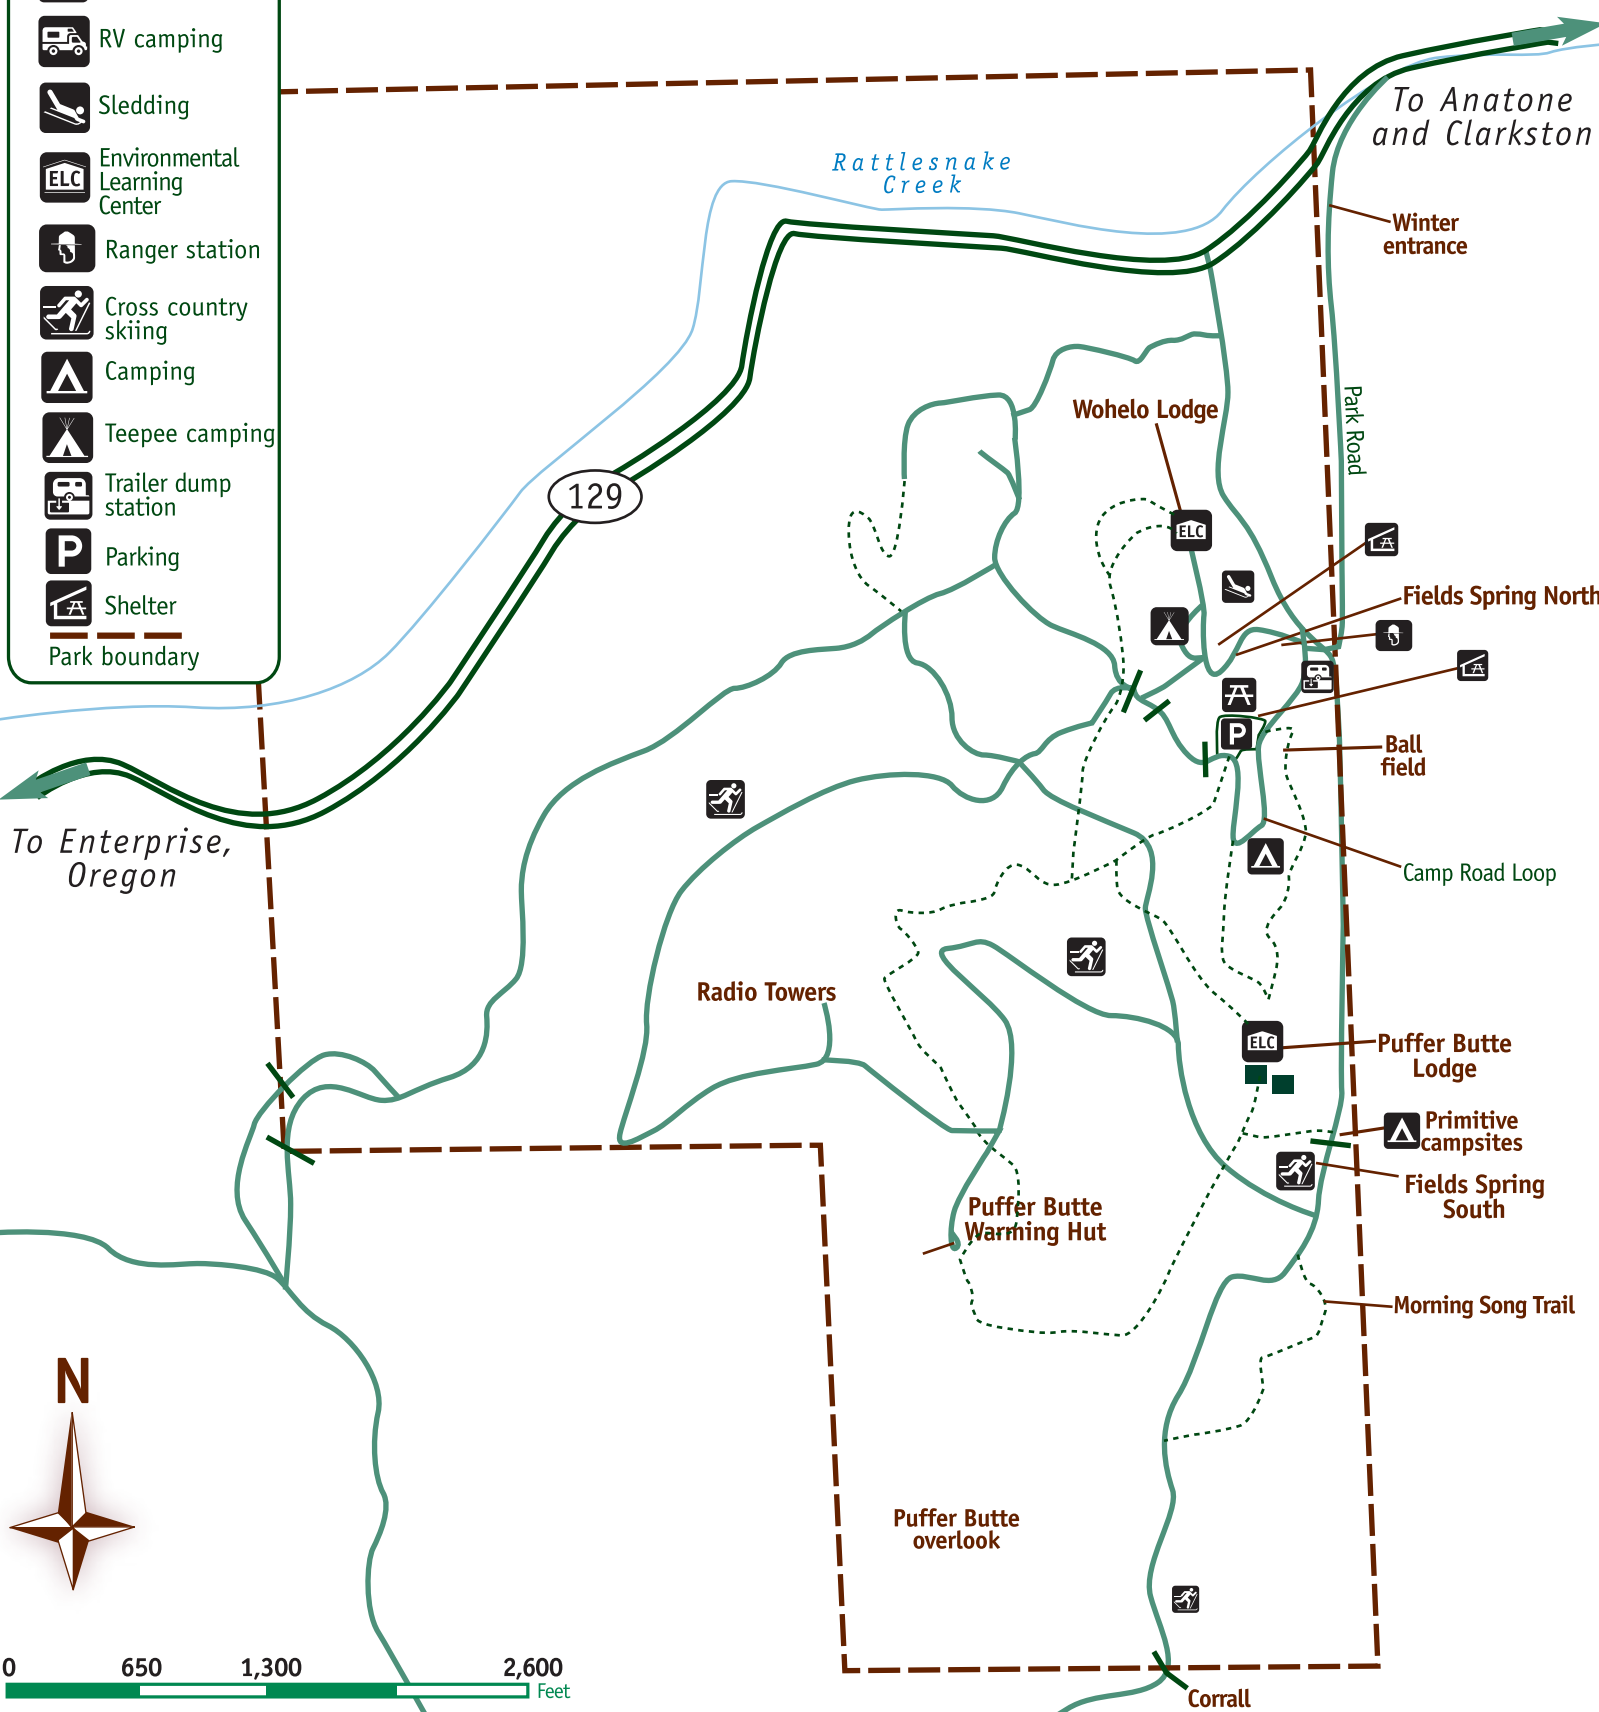 RV camping
Sledding
ELC
Environmental
Learning
Center
Ranger station
Cross country
skiing
Camping
Teepee camping
Trailer dump
station
P
Parking
Shelter
Park boundary
To Anatone
and Clarkston
Rattlesnake
Creek
Winter
entrance
Park Road
Wohelo Lodge
129
ELC
Fields Spring North
P
Ball
field
To Enterprise,
Oregon
Camp Road Loop
Radio Towers
ELC
Puffer Butte
Lodge
Primitive
campsites
Fields Spring
South
Puffer Butte
Warming Hut
Morning Song Trail
N
Puffer Butte
overlook
0 650 1,300 2,600
Feet
Corrall